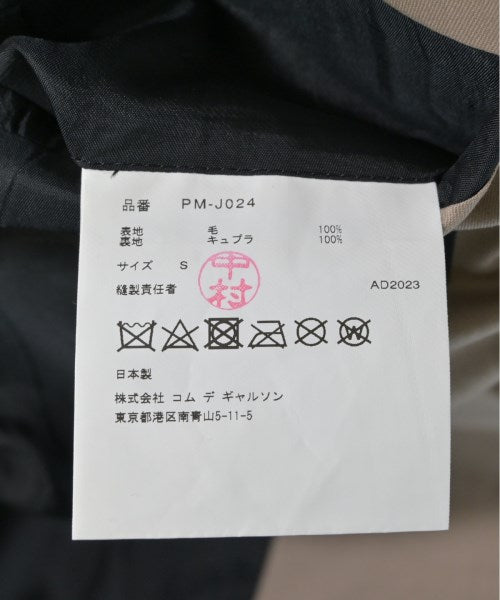 品番 PM-J024
表地 毛 100%
裏地 キュプラ 100%
サイズ S
中村
縫製責任者 AD2023
W
日本製
株式会社 コム デ ギャルソン
東京都港区南青山5-11-5